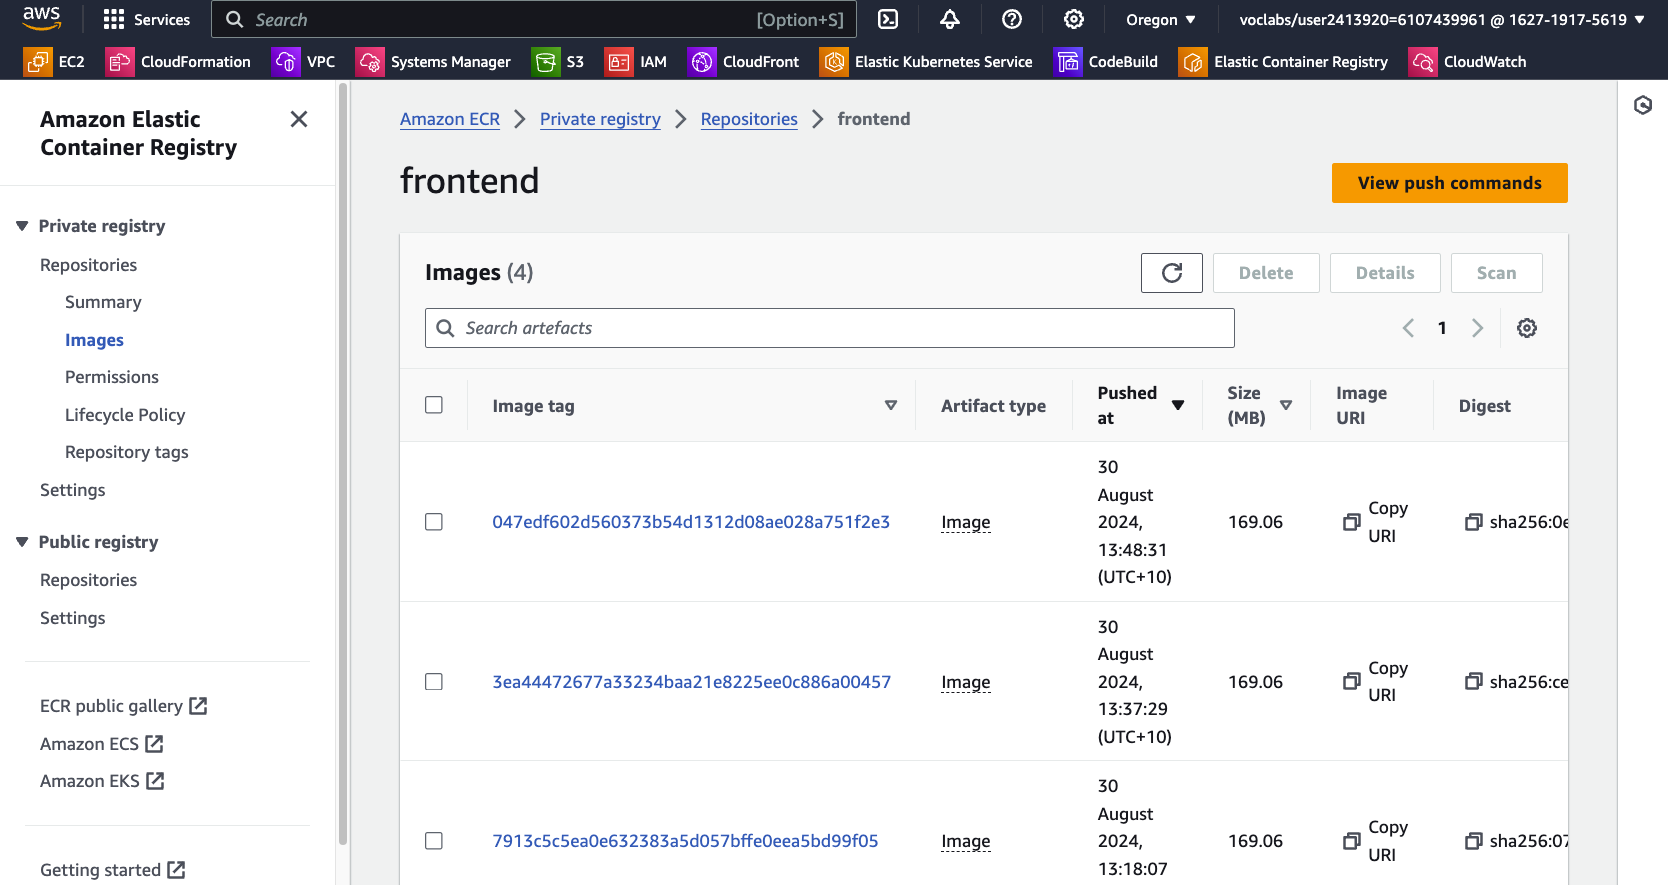 aws
Services
Search
[Option+S]
Oregon
voclabs/user2413920=6107439961 @ 1627-1917-5619
EC2
CloudFormation
VPC
Systems Manager
S3
IAM
CloudFront
Elastic Kubernetes Service
CodeBuild
Elastic Container Registry
CloudWatch
Amazon Elastic
Container Registry
Private registry
Repositories
Summary
Images
Permissions
Lifecycle Policy
Repository tags
Settings
Public registry
Repositories
Settings
ECR public gallery
Amazon ECS
Amazon EKS
Getting started
Amazon ECR > Private registry > Repositories > frontend
frontend
View push commands
Images (4)
Delete
Details
Scan
Search artefacts
1
Image tag
Artifact type
Pushed
at
Size
(MB)
Image
URI
Digest
047edf602d560373b54d1312d08ae028a751f2e3
Image
30
August
2024,
13:48:31
(UTC+10)
169.06
Copy
URI
sha256:0e
3ea44472677a33234baa21e8225ee0c886a00457
Image
30
August
2024,
13:37:29
(UTC+10)
169.06
Copy
URI
sha256:ce
7913c5c5ea0e632383a5d057bffe0eea5bd99f05
Image
30
August
2024,
13:18:07
169.06
Copy
URI
sha256:07